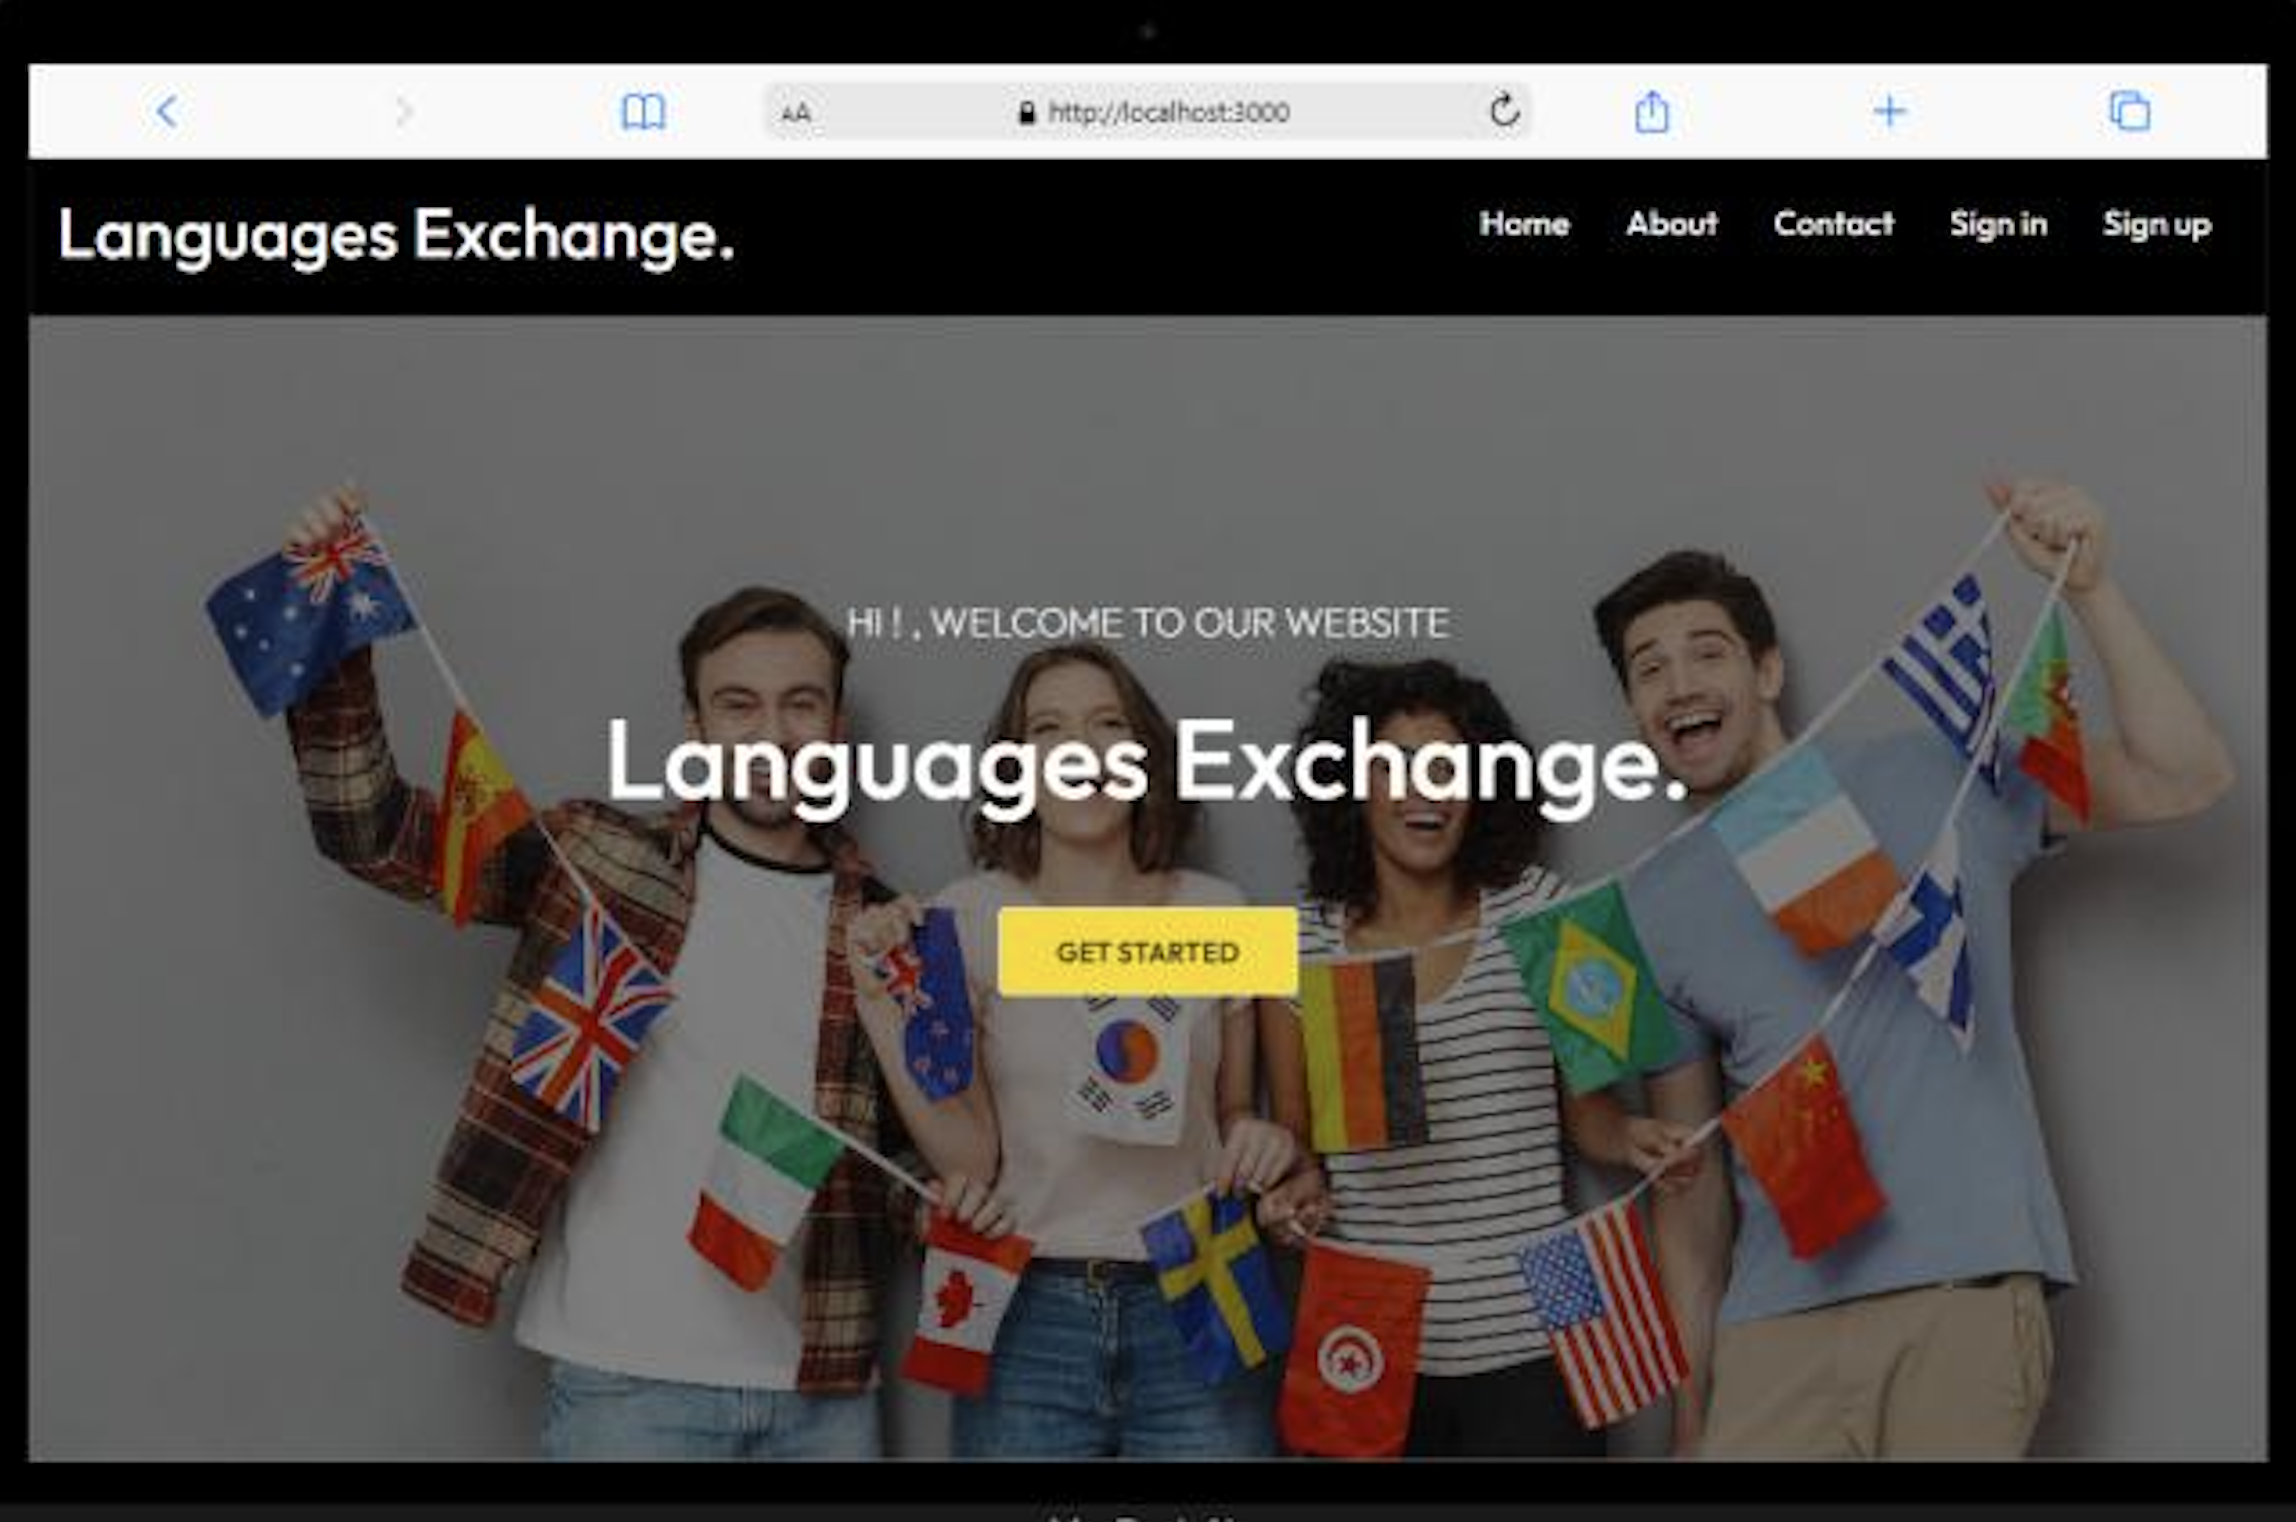 AA
http://localhost:3000
Languages Exchange.
Home About Contact Sign in Sign up
HI ! , WELCOME TO OUR WEBSITE
Languages Exchange.
GET STARTED